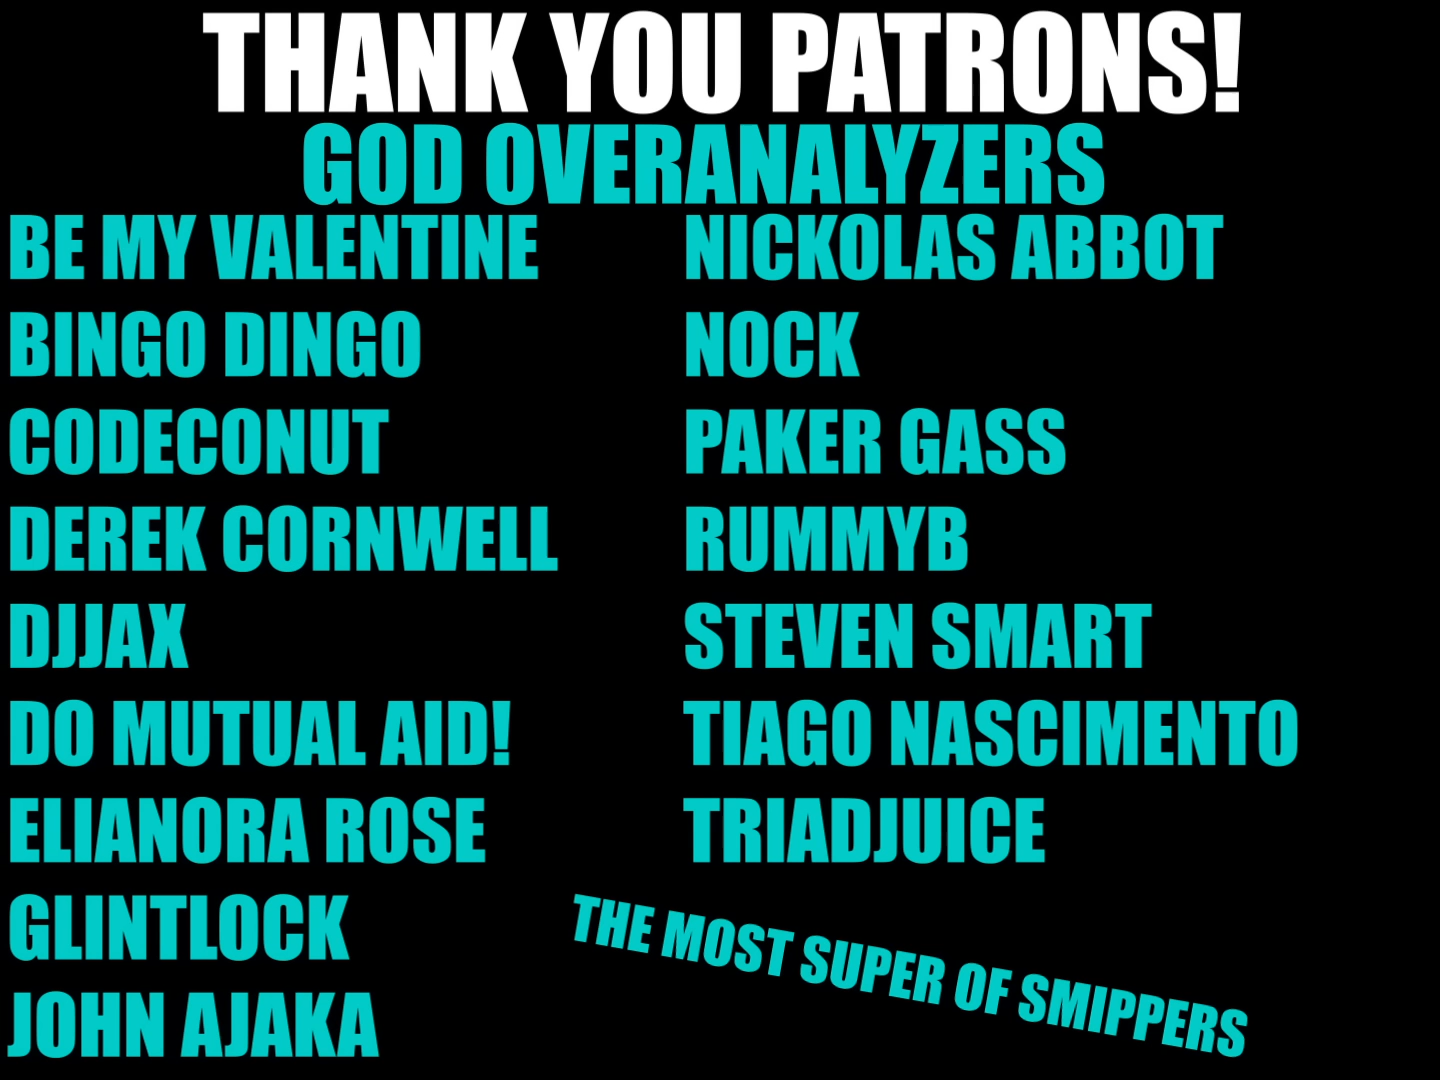 THANK YOU PATRONS!
GOD OVERANALYZERS
BE MY VALENTINE
BINGO DINGO
CODECONUT
DEREK CORNWELL
DJJAX
DO MUTUAL AID!
ELIANORA ROSE
GLINTLOCK
JOHN AJAKA
NICKOLAS ABBOT
NOCK
PAKER GASS
RUMMYB
STEVEN SMART
TIAGO NASCIMENTO
TRIADJUICE
THE MOST SUPER OF SMIPPERS